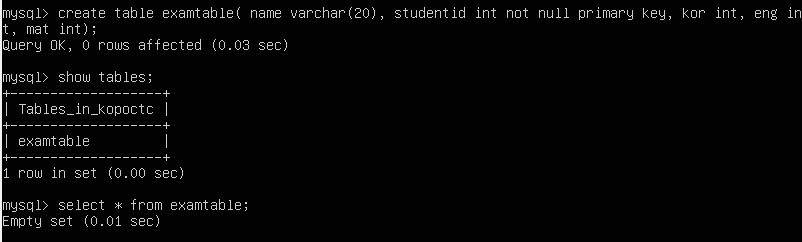 mysql> create table examtable( name varchar(20), studentid int not null primary key, kor int, eng in
t, mat int);
Query OK, 0 rows affected (0.03 sec)
mysql> show tables;
+-------------------+
| Tables_in_kopoctc |
+-------------------+
| examtable         |
+-------------------+
1 row in set (0.00 sec)
mysql> select * from examtable;
Empty set (0.01 sec)